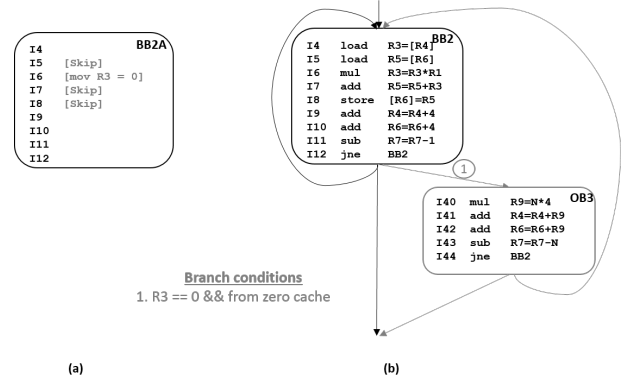 BB2A
I4
I5 [Skip]
I6 [mov R3 = 0]
I7 [Skip]
I8 [Skip]
I9
I10
I11
I12
BB2
I4 load R3=[R4]
I5 load R5=[R6]
I6 mul R3=R3*R1
I7 add R5=R5+R3
I8 store [R6]=R5
I9 add R4=R4+4
I10 add R6=R6+4
I11 sub R7=R7-1
I12 jne BB2
1
OB3
I40 mul R9=N*4
I41 add R4=R4+R9
I42 add R6=R6+R9
I43 sub R7=R7-N
I44 jne BB2
Branch conditions
1. R3 == 0 && from zero cache
(a)
(b)